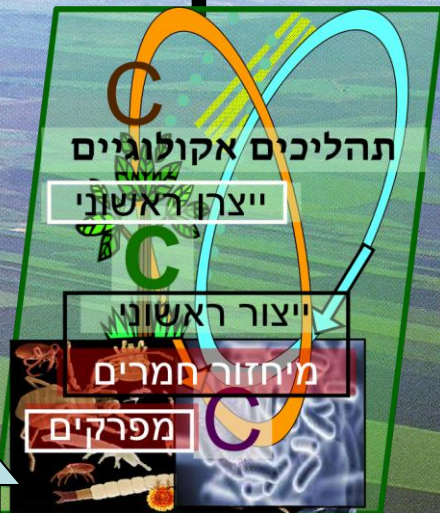 C
תהליכים אקולוגיים
ייצרן ראשוני
C
ייצור ראשוני
מיחזור חמרים
מפרקים
C